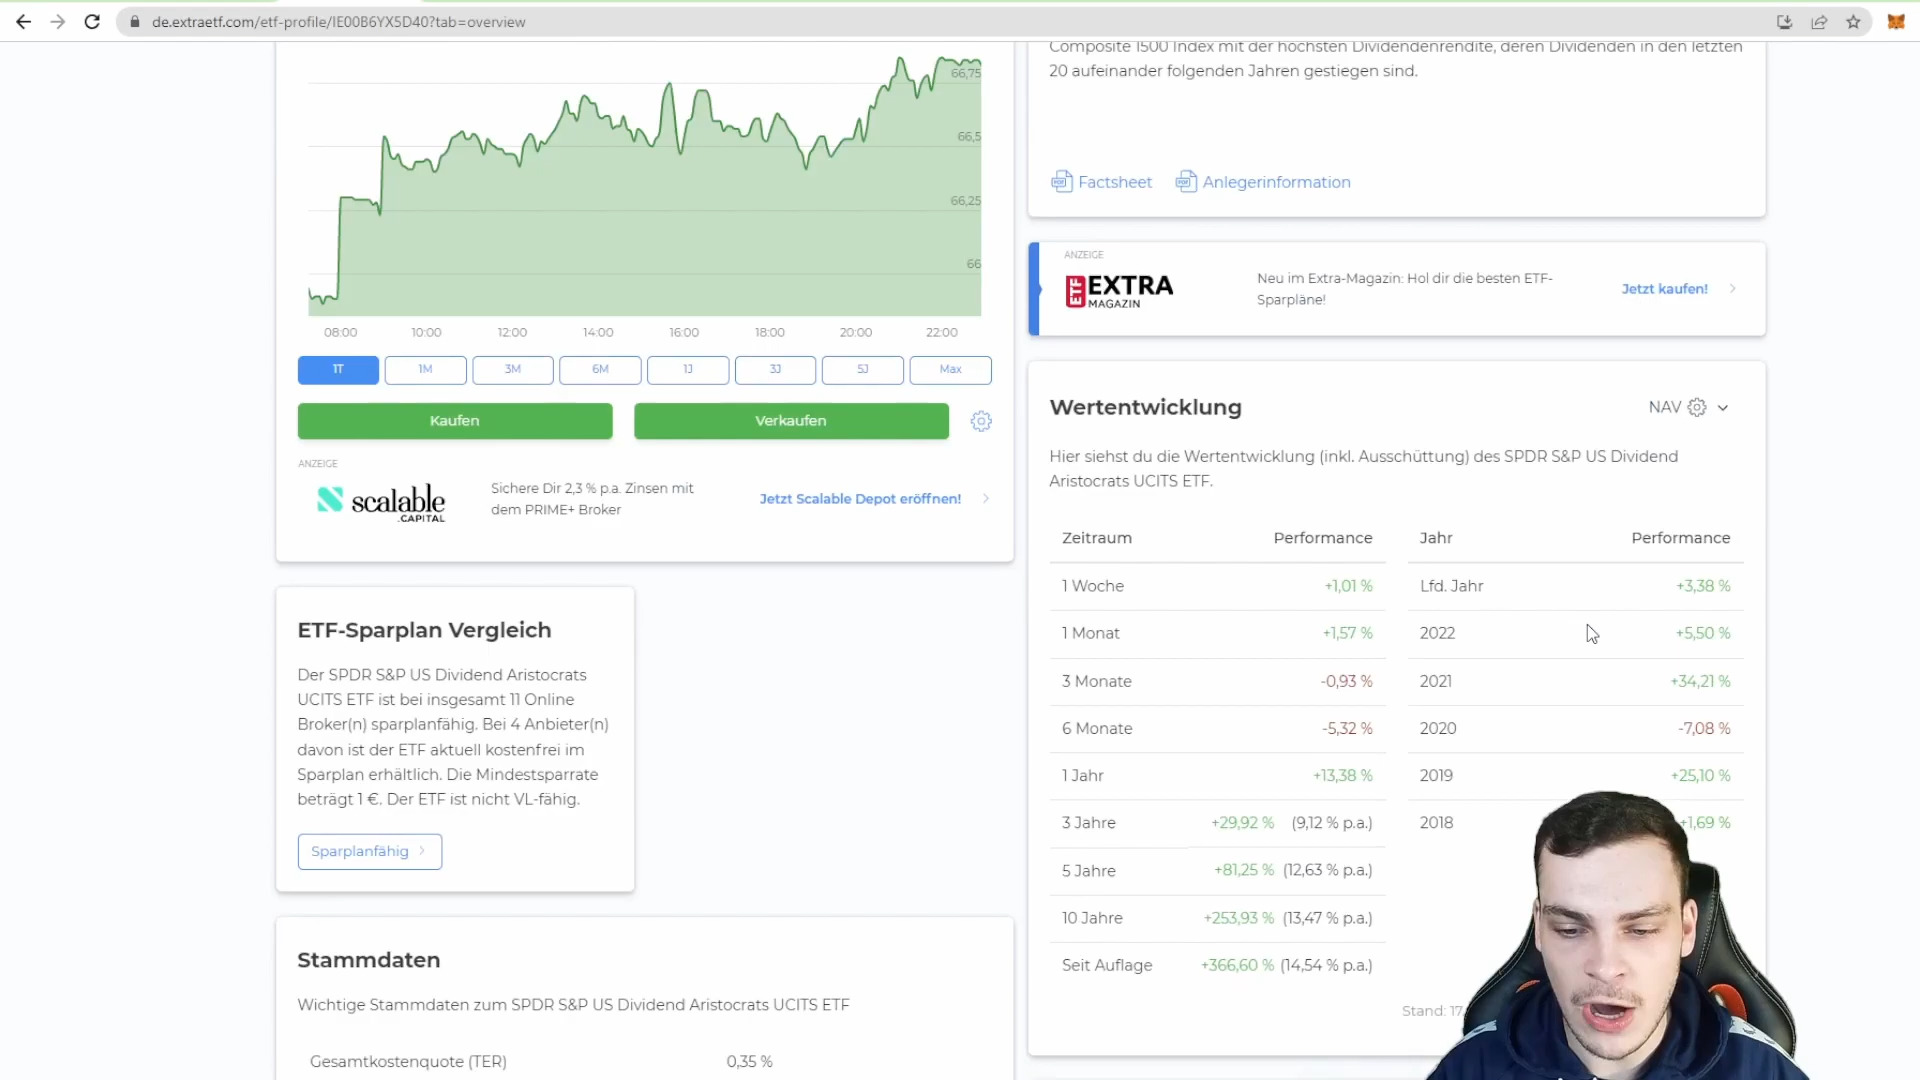 de.extraetf.com/etf-profile/IE00B6YX5D40?tab=overview
66,75
66,5
66,25
66
08:00 10:00 12:00 14:00 16:00 18:00 20:00 22:00
1T 1M 3M 6M 1J 3J 5J Max
Kaufen Verkaufen
ANZEIGE
scalable
.CAPITAL
Sichere Dir 2,3 % p.a. Zinsen mit
dem PRIME+ Broker
Jetzt Scalable Depot eröffnen!
ETF-Sparplan Vergleich
Der SPDR S&P US Dividend Aristocrats
UCITS ETF ist bei insgesamt 11 Online
Broker(n) sparplanfähig. Bei 4 Anbieter(n)
davon ist der ETF aktuell kostenfrei im
Sparplan erhältlich. Die Mindestsparrate
beträgt 1 €. Der ETF ist nicht VL-fähig.
Sparplanfähig
Stammdaten
Wichtige Stammdaten zum SPDR S&P US Dividend Aristocrats UCITS ETF
Gesamtkostenquote (TER) 0,35 %
Composite 1500 Index mit der höchsten Dividendenrendite, deren Dividenden in den letzten
20 aufeinander folgenden Jahren gestiegen sind.
Factsheet Anlegerinformation
ANZEIGE
ETF EXTRA
MAGAZIN
Neu im Extra-Magazin: Hol dir die besten ETF-
Sparpläne!
Jetzt kaufen!
Wertentwicklung NAV
Hier siehst du die Wertentwicklung (inkl. Ausschüttung) des SPDR S&P US Dividend
Aristocrats UCITS ETF.
Zeitraum Performance Jahr Performance
1 Woche +1,01 % Lfd. Jahr +3,38 %
1 Monat +1,57 % 2022 +5,50 %
3 Monate -0,93 % 2021 +34,21 %
6 Monate -5,32 % 2020 -7,08 %
1 Jahr +13,38 % 2019 +25,10 %
3 Jahre +29,92 % (9,12 % p.a.) 2018 +1,69 %
5 Jahre +81,25 % (12,63 % p.a.)
10 Jahre +253,93 % (13,47 % p.a.)
Seit Auflage +366,60 % (14,54 % p.a.)
Stand: 17.